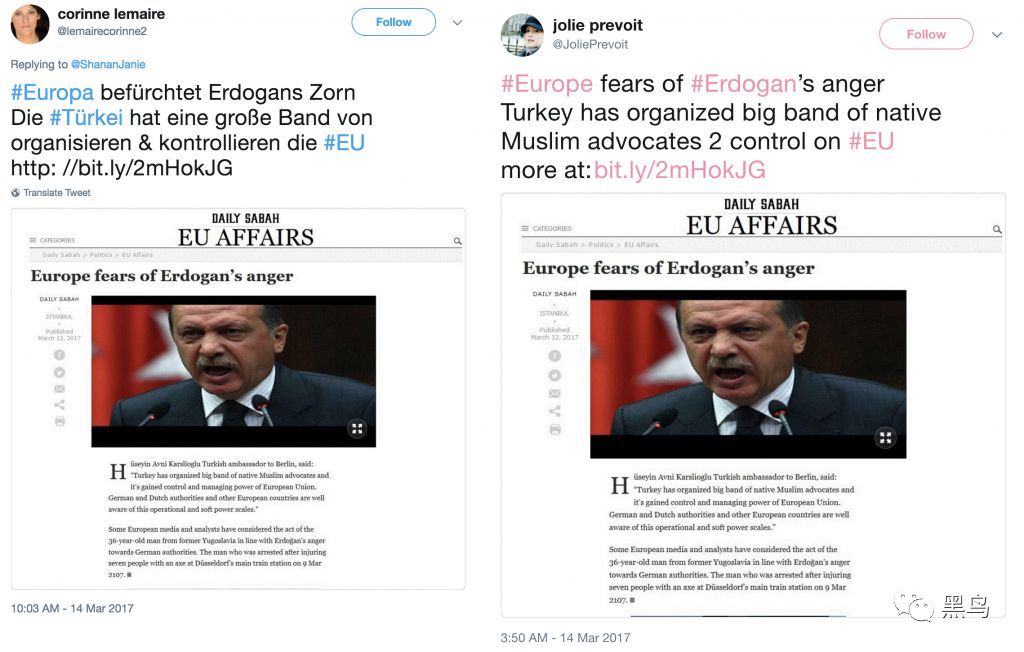 corinne lemaire
@lemairecorinne2
Follow
Replying to @ShananJanie
#Europa befürchtet Erdogans Zorn
Die #Türkei hat eine große Band von
organisieren & kontrollieren die #EU
http: //bit.ly/2mHokJG
Translate Tweet
DAILY SABAH
EU AFFAIRS
CATEGORIES
Daily Sabah > Politics > EU Affairs
Europe fears of Erdogan's anger
DAILY SABAH
ISTANBUL
Published
March 12, 2017
Hüseyin Avni Karslioglu Turkish ambassador to Berlin, said:
"Turkey has organized big band of native Muslim advocates and
it's gained control and managing power of European Union.
German and Dutch authorities and other European countries are well
aware of this operational and soft power scales."
Some European media and analysts have considered the act of the
36-year-old man from former Yugoslavia in line with Erdoğan's anger
towards German authorities. The man who was arrested after injuring
seven people with an axe at Düsseldorf's main train station on 9 Mar
2107.
10:03 AM - 14 Mar 2017
jolie prevoit
@JoliePrevoit
Follow
#Europe fears of #Erdogan's anger
Turkey has organized big band of native
Muslim advocates 2 control on #EU
more at: bit.ly/2mHokJG
DAILY SABAH
EU AFFAIRS
CATEGORIES
Daily Sabah > Politics > EU Affairs
Europe fears of Erdogan's anger
DAILY SABAH
ISTANBUL
Published
March 12, 2017
Hüseyin Avni Karslioglu Turkish ambassador to Berlin, said:
"Turkey has organized big band of native Muslim advocates and
it's gained control and managing power of European Union.
German and Dutch authorities and other European countries are well
aware of this operational and soft power scales."
Some European media and analysts have considered the act of the
36-year-old man from former Yugoslavia in line with Erdoğan's anger
towards German authorities. The man who was arrested after injuring
seven people with an axe at Düsseldorf's main train station on 9 Mar
2107.
3:50 AM - 14 Mar 2017
黑鸟